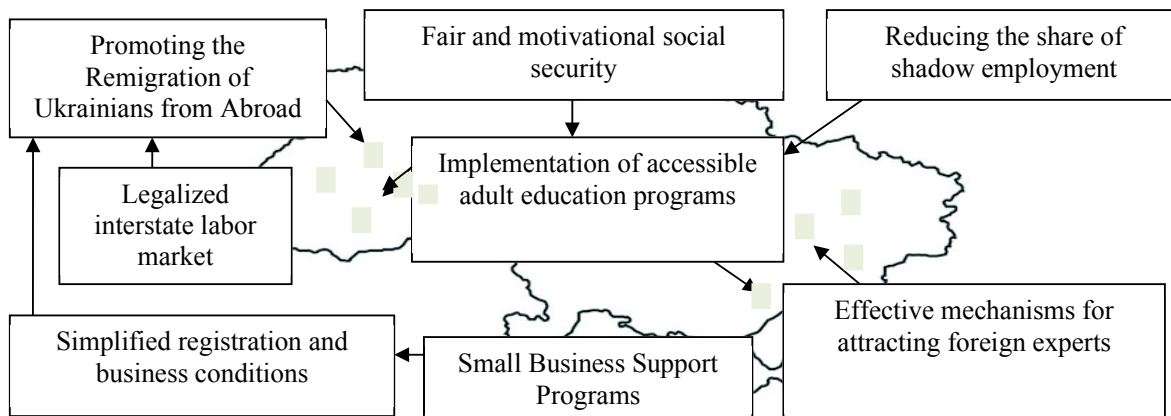 Promoting the
Remigration of
Ukrainians from Abroad
Fair and motivational social
security
Reducing the share of
shadow employment
Implementation of accessible
adult education programs
Legalized
interstate labor
market
Simplified registration and
business conditions
Small Business Support
Programs
Effective mechanisms for
attracting foreign experts